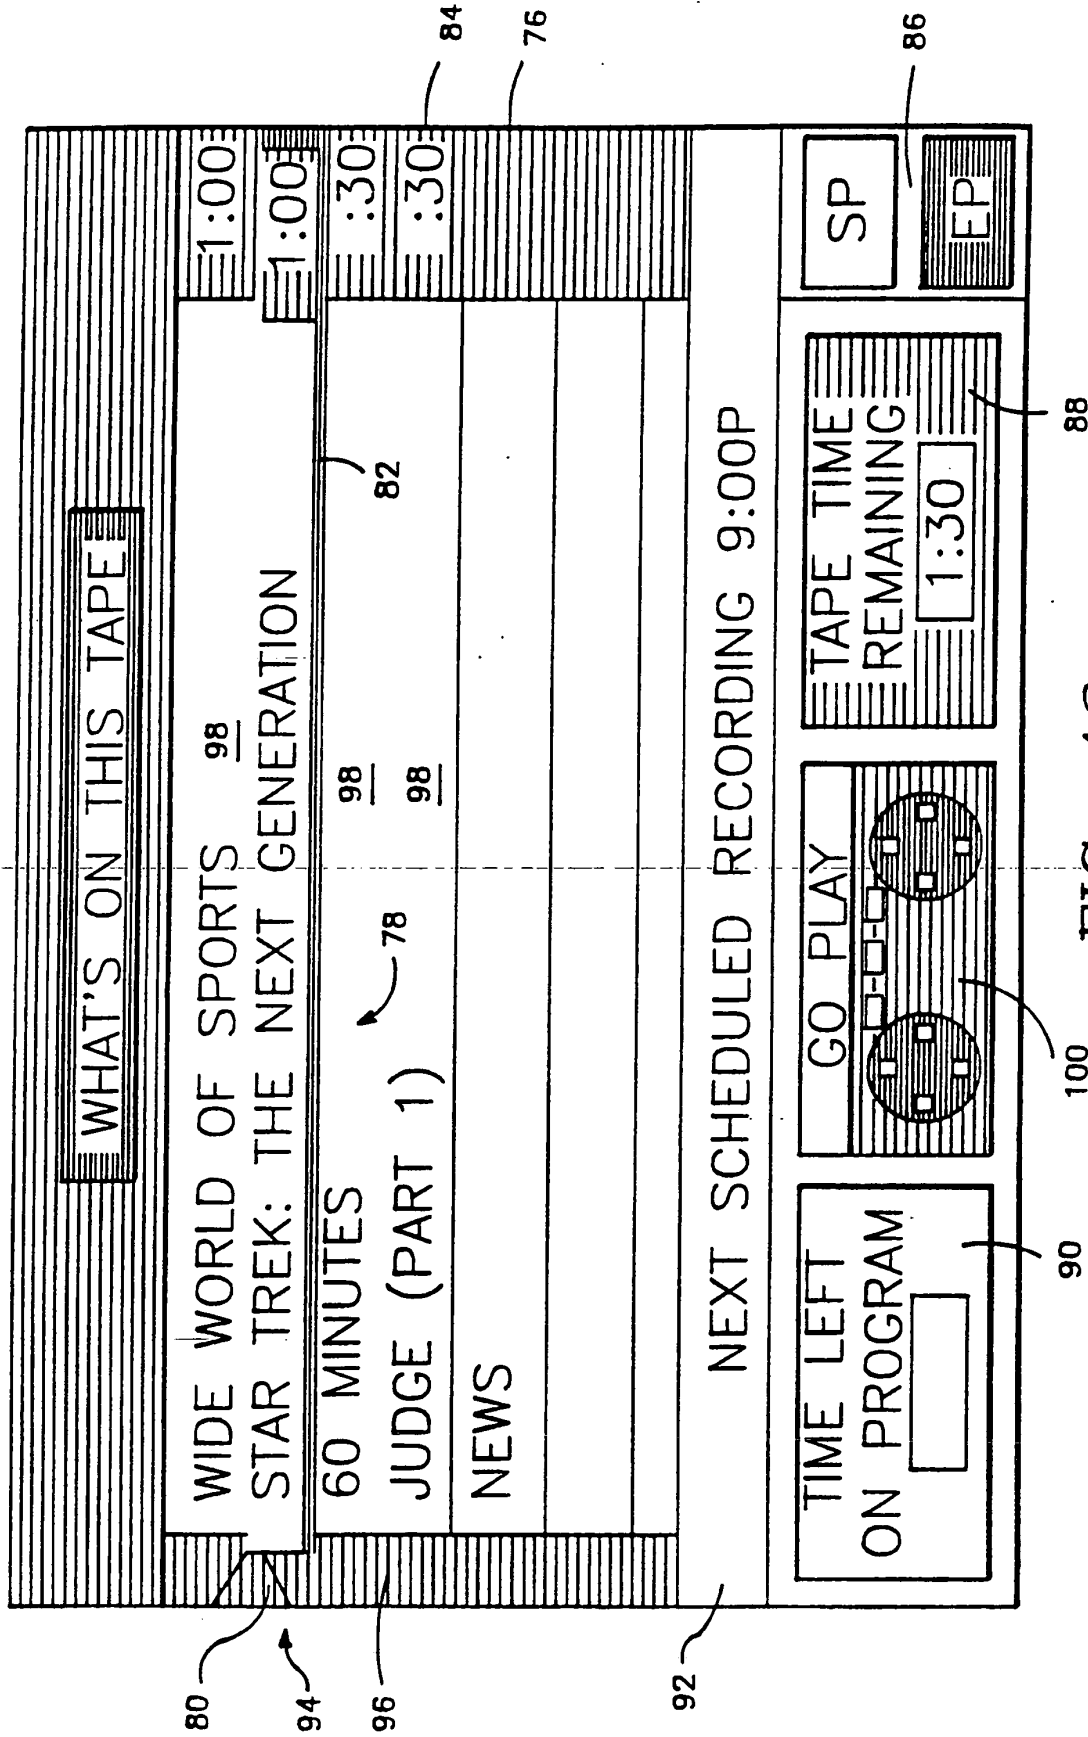 WHAT'S ON THIS TAPE
WIDE WORLD OF SPORTS 98 1:00
STAR TREK: THE NEXT GENERATION 1:00
60 MINUTES 98 :30
JUDGE (PART 1) 98 :30
NEWS
NEXT SCHEDULED RECORDING 9:00P
TIME LEFT
ON PROGRAM
GO PLAY
TAPE TIME
REMAINING
1:30
SP
EP
80
94
96
92
78
82
84
76
86
90
100
88